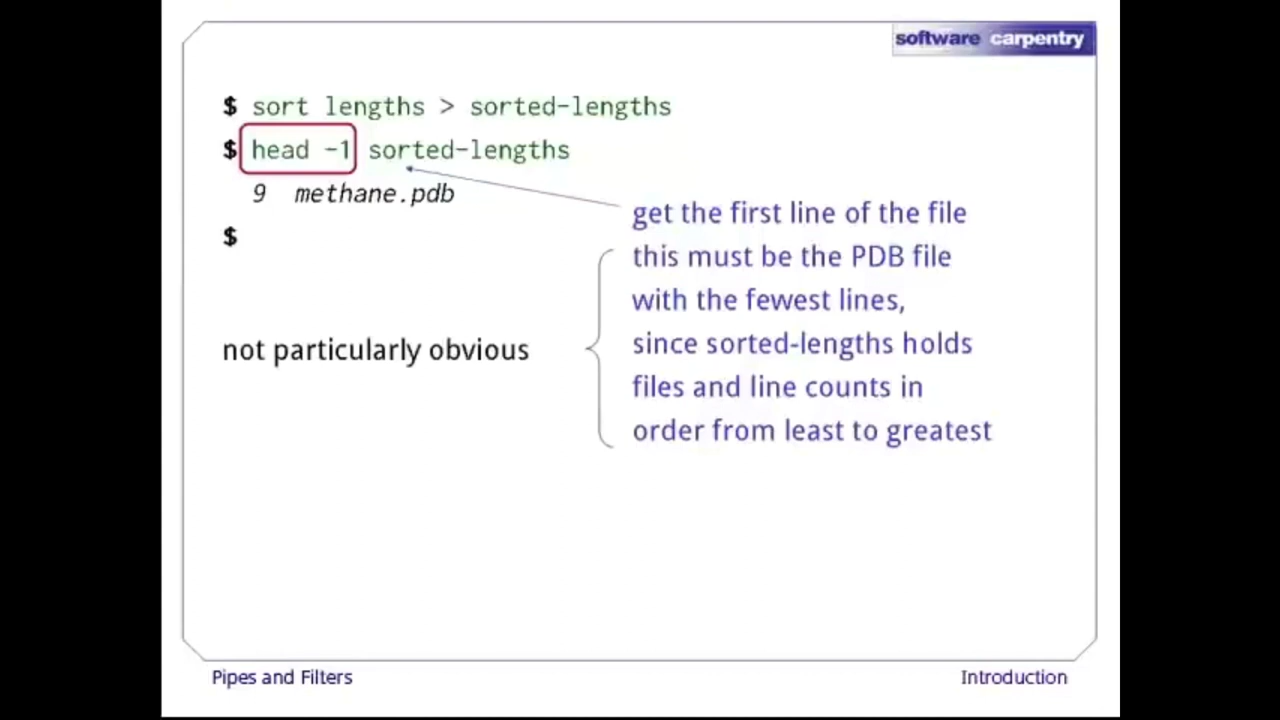 software carpentry
$ sort lengths > sorted-lengths
$ head -1 sorted-lengths
9 methane.pdb
$
get the first line of the file
this must be the PDB file
with the fewest lines,
since sorted-lengths holds
files and line counts in
order from least to greatest
not particularly obvious
Pipes and Filters
Introduction